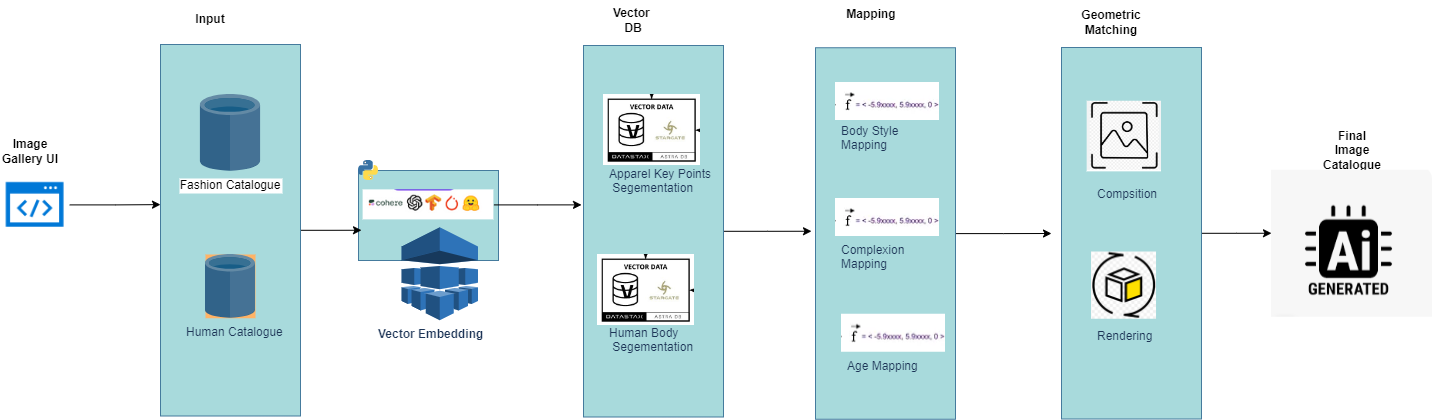 Image
Gallery UI
Input
Fashion Catalogue
Human Catalogue
cohere
Vector Embedding
Vector
DB
VECTOR DATA
STARGATE
DATASTAX ASTRA DB
Apparel Key Points
Segementation
VECTOR DATA
STARGATE
DATASTAX ASTRA DB
Human Body
Segementation
Mapping
f = < -5.9xxxx, 5.9xxxx, 0 >
Body Style
Mapping
f = < -5.9xxxx, 5.9xxxx, 0 >
Complexion
Mapping
f = < -5.9xxxx, 5.9xxxx, 0 >
Age Mapping
Geometric
Matching
Compsition
Rendering
Final
Image
Catalogue
Ai
GENERATED